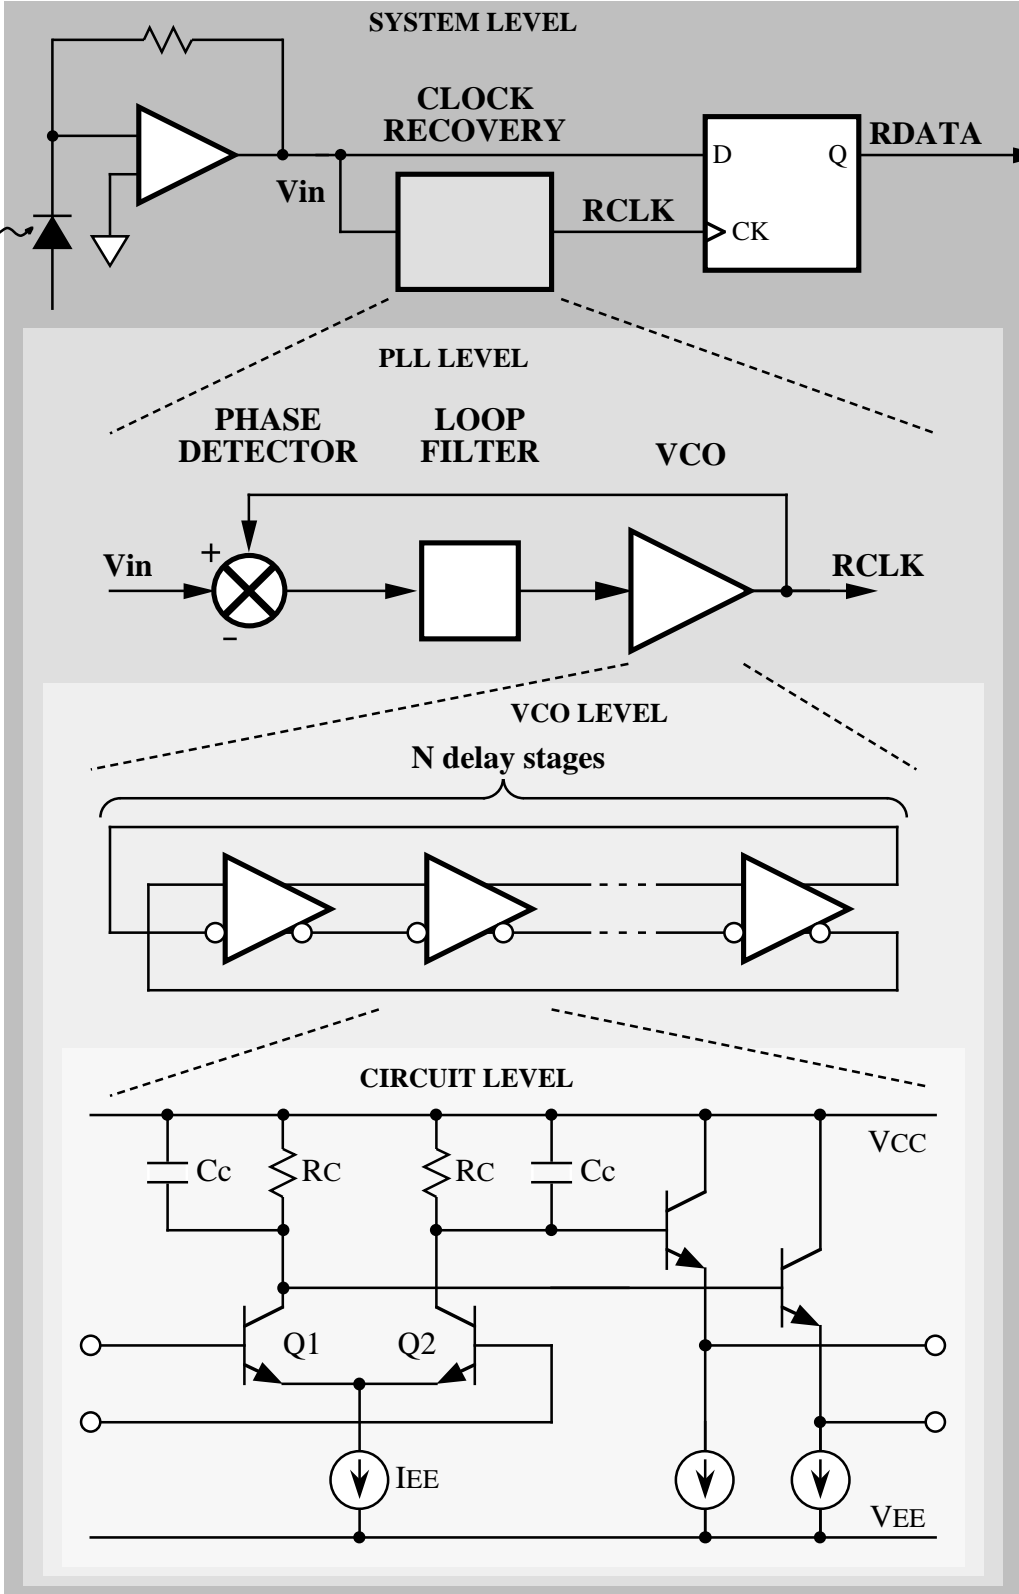 SYSTEM LEVEL
CLOCK
RECOVERY
RDATA
D
Q
Vin
RCLK
CK
PLL LEVEL
PHASE
DETECTOR
LOOP
FILTER
VCO
+
Vin
RCLK
−
VCO LEVEL
N delay stages
CIRCUIT LEVEL
VCC
Cc
RC
RC
Cc
Q1
Q2
IEE
VEE